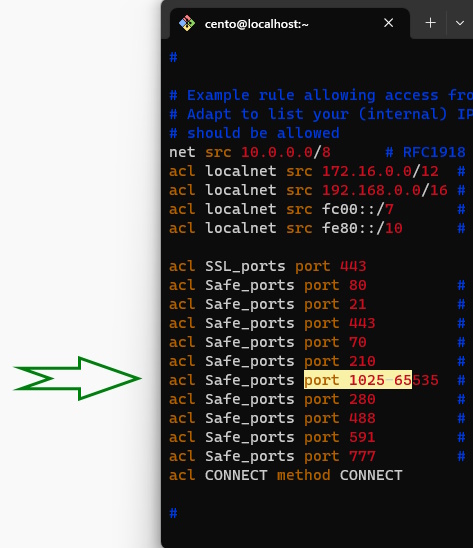 cento@localhost:~
#
# Example rule allowing access fro
# Adapt to list your (internal) IP
# should be allowed
net src 10.0.0.0/8 # RFC1918
acl localnet src 172.16.0.0/12 #
acl localnet src 192.168.0.0/16 #
acl localnet src fc00::/7 #
acl localnet src fe80::/10 #
acl SSL_ports port 443
acl Safe_ports port 80 #
acl Safe_ports port 21 #
acl Safe_ports port 443 #
acl Safe_ports port 70 #
acl Safe_ports port 210 #
acl Safe_ports port 1025-65535 #
acl Safe_ports port 280 #
acl Safe_ports port 488 #
acl Safe_ports port 591 #
acl Safe_ports port 777 #
acl CONNECT method CONNECT
#